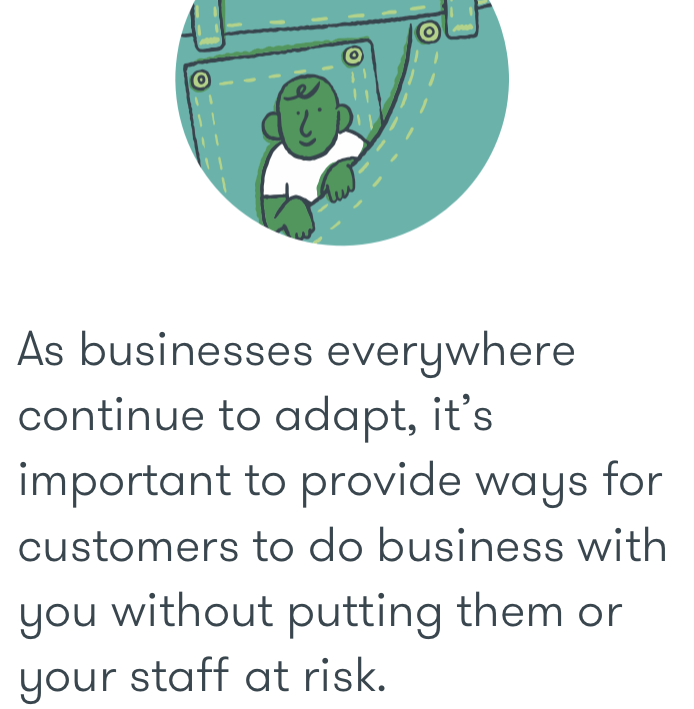 As businesses everywhere
continue to adapt, it’s
important to provide ways for
customers to do business with
you without putting them or
your staff at risk.